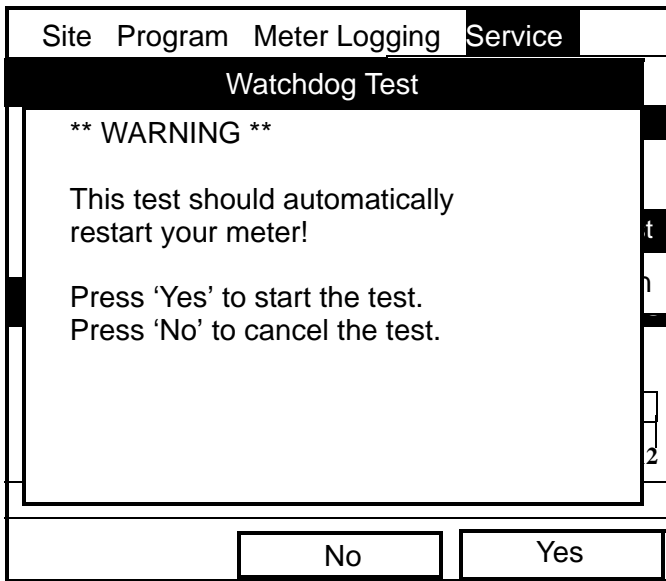 Site Program Meter Logging Service
Watchdog Test
** WARNING **
This test should automatically
restart your meter!
Press ‘Yes’ to start the test.
Press ‘No’ to cancel the test.
No Yes